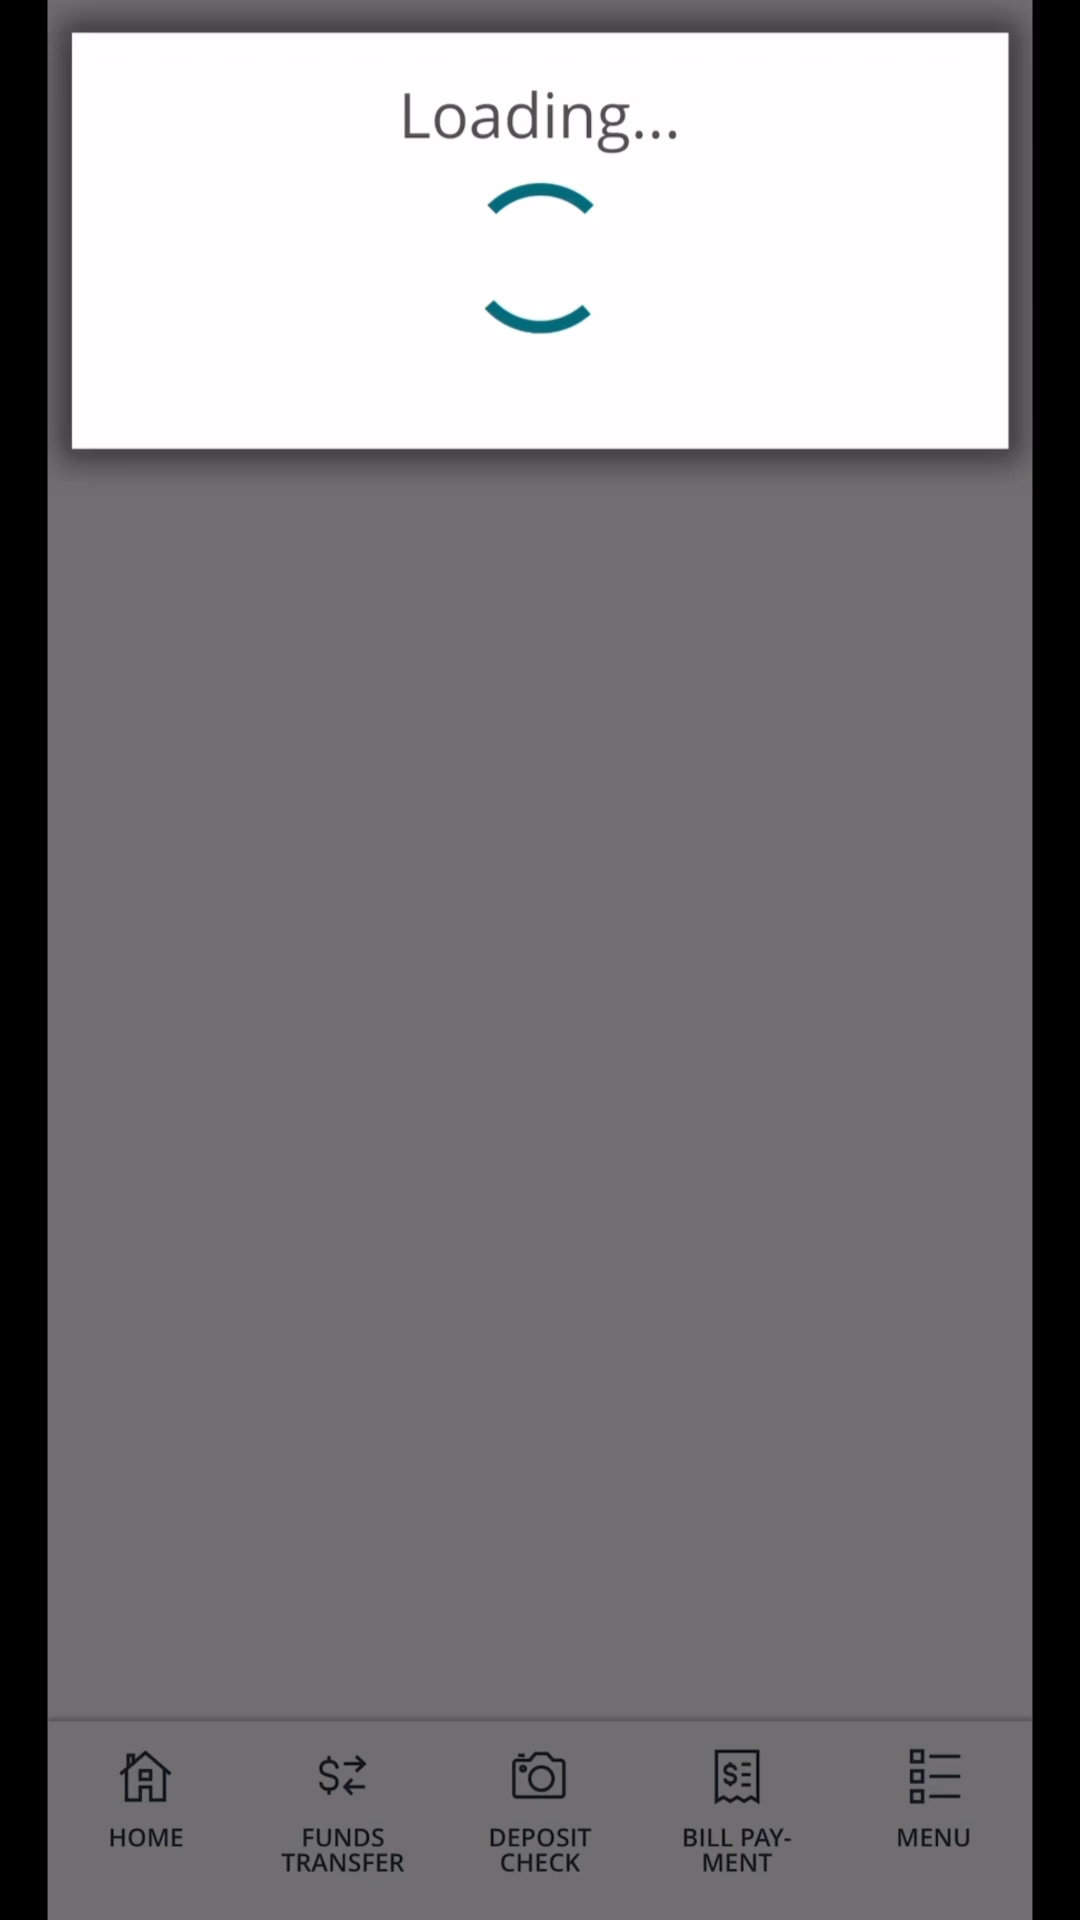 Loading...
HOME
FUNDS
TRANSFER
DEPOSIT
CHECK
BILL PAY-
MENT
MENU